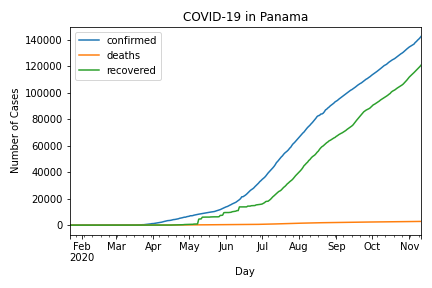 COVID-19 in Panama
confirmed
deaths
recovered
140000
120000
100000
80000
60000
40000
20000
0
Number of Cases
Feb Mar Apr May Jun Jul Aug Sep Oct Nov
2020
Day